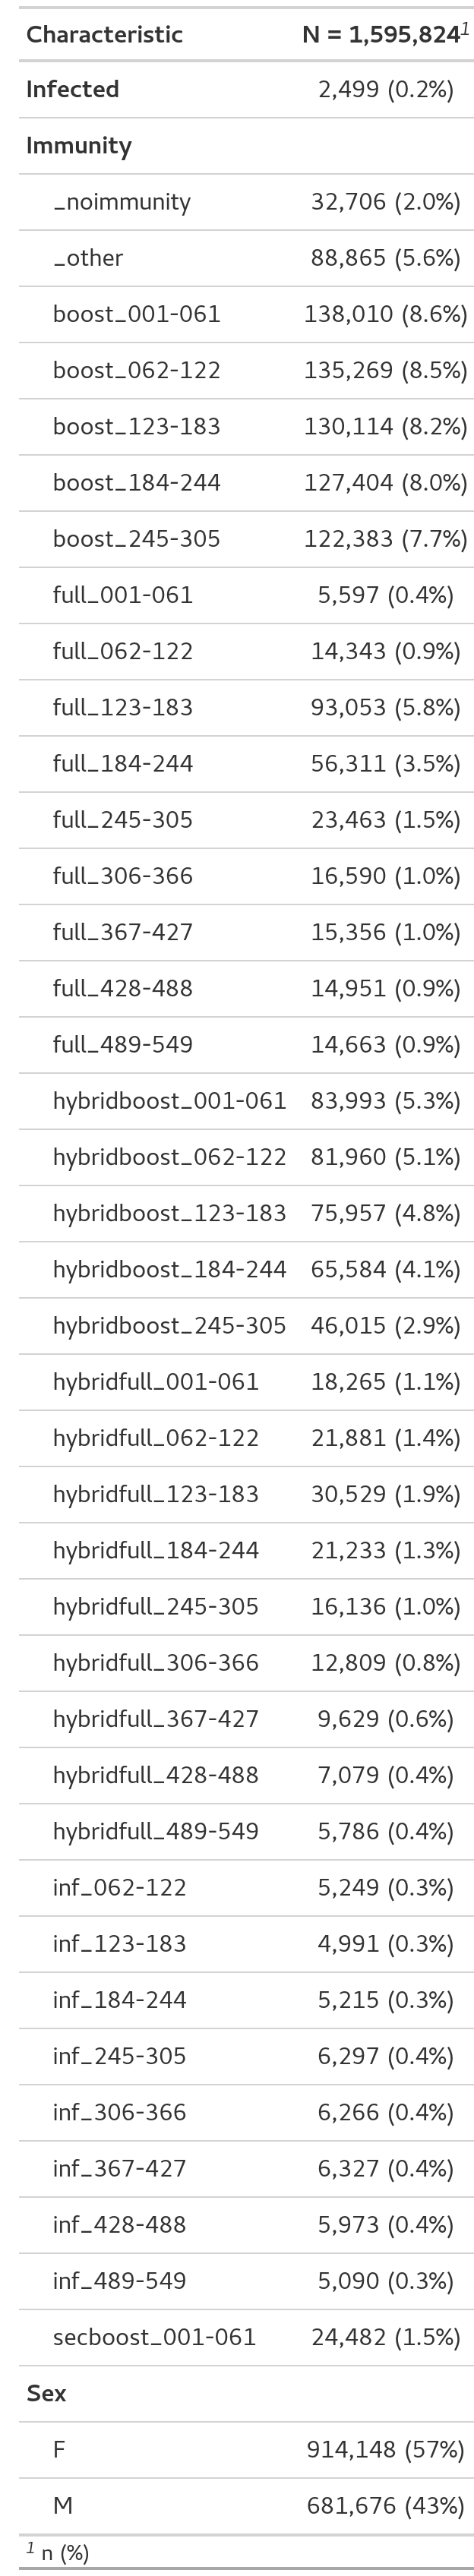 Characteristic N = 1,595,824¹
Infected 2,499 (0.2%)
Immunity
_noimmunity 32,706 (2.0%)
_other 88,865 (5.6%)
boost_001-061 138,010 (8.6%)
boost_062-122 135,269 (8.5%)
boost_123-183 130,114 (8.2%)
boost_184-244 127,404 (8.0%)
boost_245-305 122,383 (7.7%)
full_001-061 5,597 (0.4%)
full_062-122 14,343 (0.9%)
full_123-183 93,053 (5.8%)
full_184-244 56,311 (3.5%)
full_245-305 23,463 (1.5%)
full_306-366 16,590 (1.0%)
full_367-427 15,356 (1.0%)
full_428-488 14,951 (0.9%)
full_489-549 14,663 (0.9%)
hybridboost_001-061 83,993 (5.3%)
hybridboost_062-122 81,960 (5.1%)
hybridboost_123-183 75,957 (4.8%)
hybridboost_184-244 65,584 (4.1%)
hybridboost_245-305 46,015 (2.9%)
hybridfull_001-061 18,265 (1.1%)
hybridfull_062-122 21,881 (1.4%)
hybridfull_123-183 30,529 (1.9%)
hybridfull_184-244 21,233 (1.3%)
hybridfull_245-305 16,136 (1.0%)
hybridfull_306-366 12,809 (0.8%)
hybridfull_367-427 9,629 (0.6%)
hybridfull_428-488 7,079 (0.4%)
hybridfull_489-549 5,786 (0.4%)
inf_062-122 5,249 (0.3%)
inf_123-183 4,991 (0.3%)
inf_184-244 5,215 (0.3%)
inf_245-305 6,297 (0.4%)
inf_306-366 6,266 (0.4%)
inf_367-427 6,327 (0.4%)
inf_428-488 5,973 (0.4%)
inf_489-549 5,090 (0.3%)
secboost_001-061 24,482 (1.5%)
Sex
F 914,148 (57%)
M 681,676 (43%)
¹ n (%)